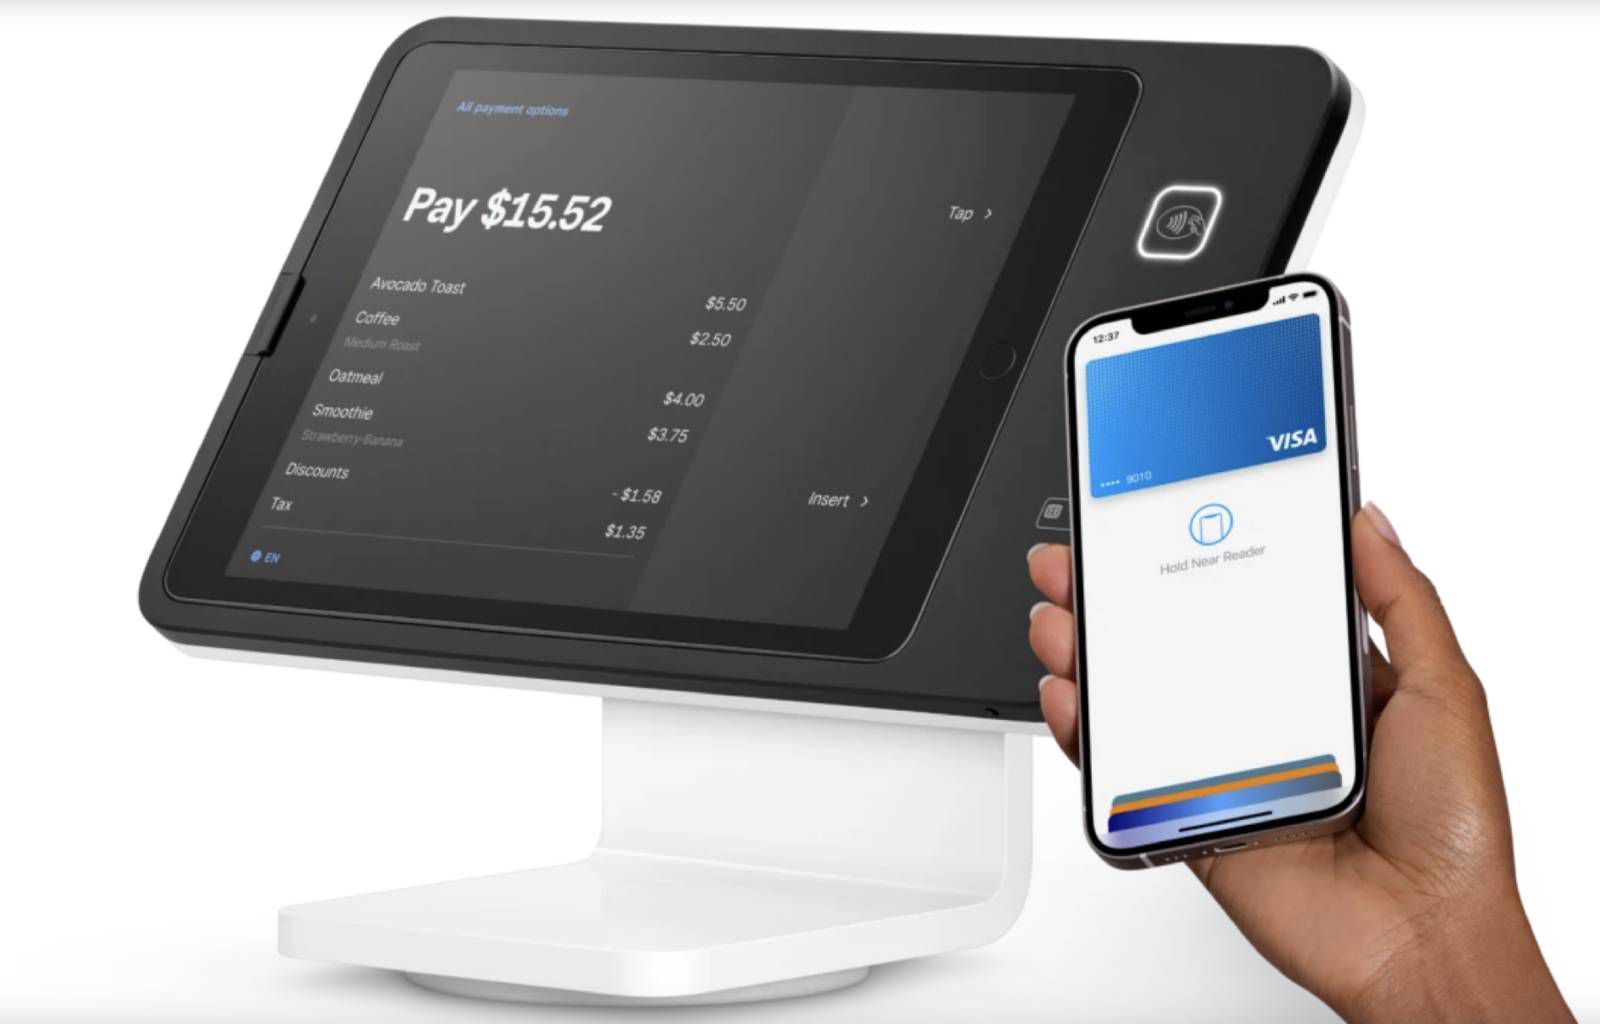 All payment options
Pay $15.52
Tap >
Avocado Toast $5.50
Coffee $2.50
Medium Roast
Oatmeal $4.00
Smoothie $3.75
Strawberry-Banana
Discounts - $1.58
Tax $1.35
Insert >
EN
12:37
VISA
•••• 9010
Hold Near Reader